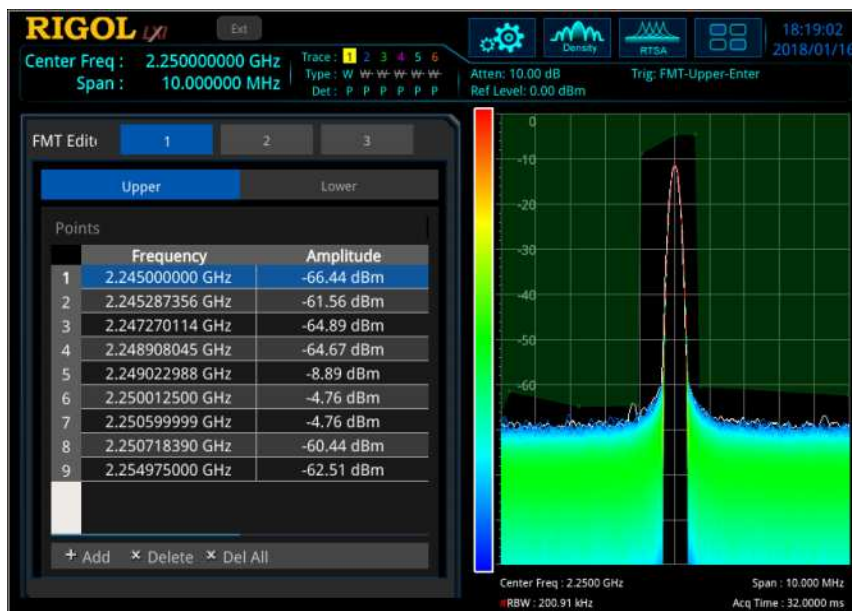 RIGOL LXI Ext
Density RTSA
18:19:02
2018/01/16
Center Freq : 2.250000000 GHz
Span : 10.000000 MHz
Trace : 1 2 3 4 5 6
Type : W W W W W W
Det : P P P P P P
Atten: 10.00 dB Trig: FMT-Upper-Enter
Ref Level: 0.00 dBm
FMT Edit 1 2 3
Upper Lower
Points
Frequency Amplitude
1 2.245000000 GHz -66.44 dBm
2 2.245287356 GHz -61.56 dBm
3 2.247270114 GHz -64.89 dBm
4 2.248908045 GHz -64.67 dBm
5 2.249022988 GHz -8.89 dBm
6 2.250012500 GHz -4.76 dBm
7 2.250599999 GHz -4.76 dBm
8 2.250718390 GHz -60.44 dBm
9 2.254975000 GHz -62.51 dBm
+ Add × Delete × Del All
0
-10
-20
-30
-40
-50
-60
Center Freq : 2.2500 GHz Span : 10.000 MHz
RBW : 200.91 kHz Acq Time : 32.0000 ms